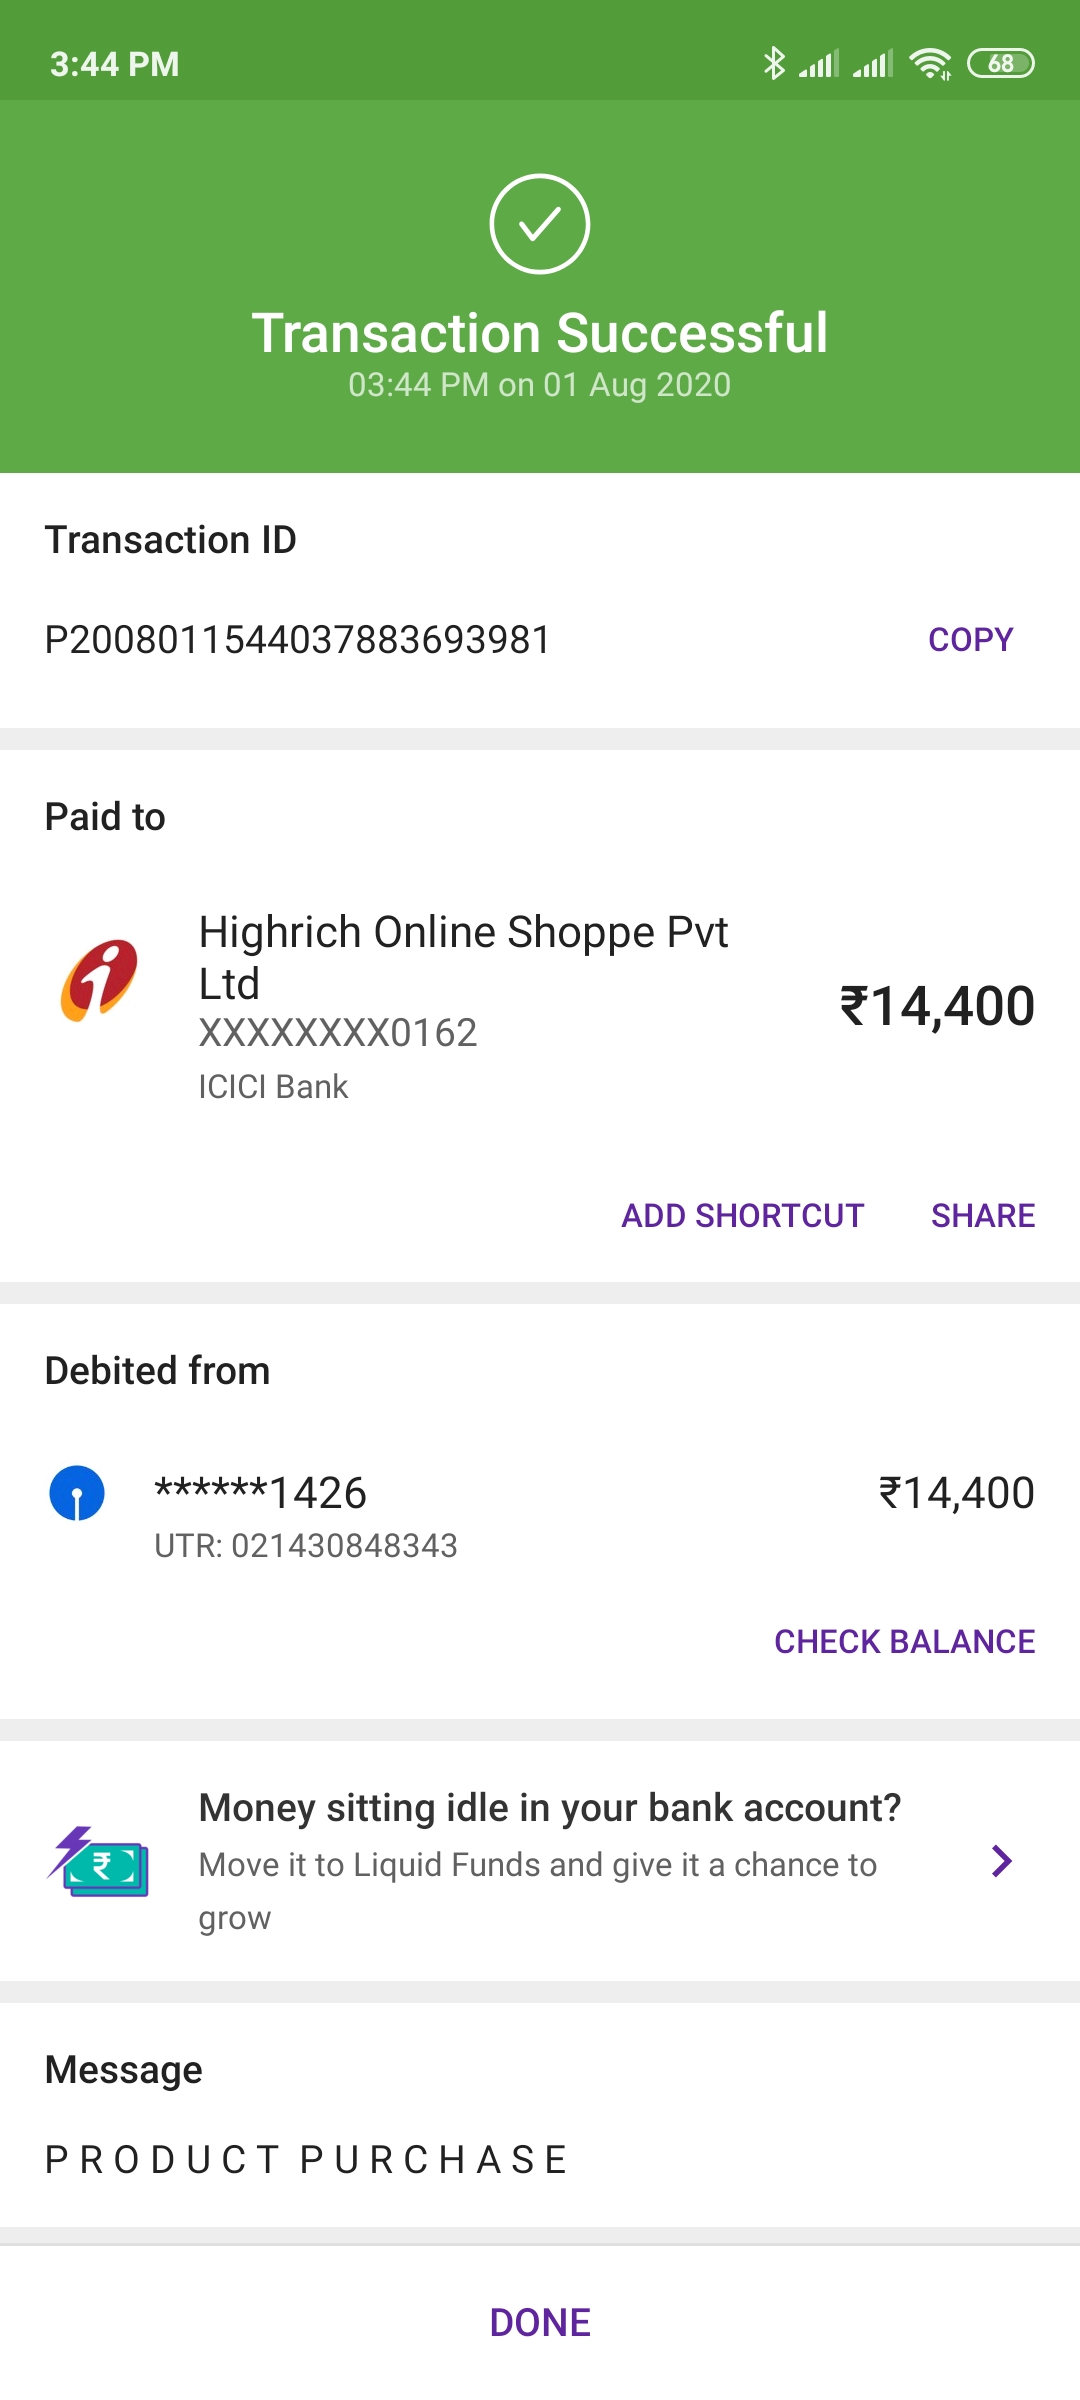 3:44 PM
68
Transaction Successful
03:44 PM on 01 Aug 2020
Transaction ID
P2008011544037883693981
COPY
Paid to
Highrich Online Shoppe Pvt
Ltd
XXXXXXXX0162
ICICI Bank
₹14,400
ADD SHORTCUT
SHARE
Debited from
******1426
₹14,400
UTR: 021430848343
CHECK BALANCE
Money sitting idle in your bank account?
Move it to Liquid Funds and give it a chance to
grow
Message
P R O D U C T P U R C H A S E
DONE